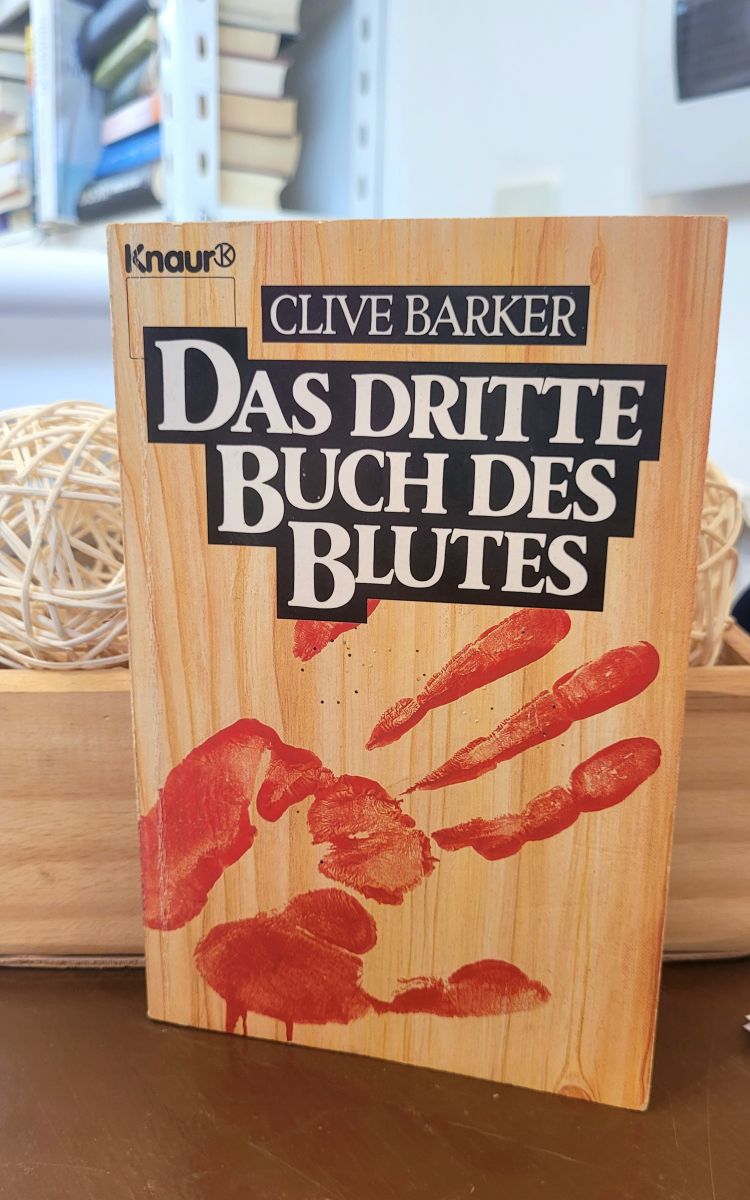 Knaur K
CLIVE BARKER
DAS DRITTE
BUCH DES
BLUTES